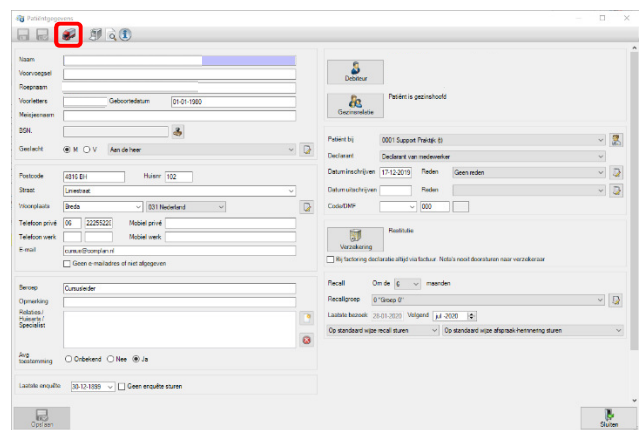 Patiëntgegevens
Naam
Voorvoegsel
Roepnaam
Voorletters Geboortedatum 01-01-1980
Meisjesnaam
BSN.
Geslacht M V Aan de heer
Postcode 4816 BH Huisnr 102
Straat Liniestraat
Woonplaats Breda 031 Nederland
Telefoon privé 06 22255220 Mobiel privé
Telefoon werk Mobiel werk
E-mail cursus@complan.nl
Geen e-mailadres of niet afgegeven
Beroep Cursusleider
Opmerking
Relaties /
Huisarts /
Specialist
Avg
toestemming Onbekend Nee Ja
Laatste enquête 30-12-1899 Geen enquête sturen
Opslaan
Debiteur
Gezinsrelatie Patiënt is gezinshoofd
Patiënt bij 0001 Support Praktijk
Declarant Declarant van medewerker
Datum inschrijven 17-12-2019 Reden Geen reden
Datum uitschrijven Reden
Code/DMF 000
Verzekering Restitutie
Bij factoring declaratie altijd via factuur Nota's nooit doorsturen naar verzekeraar
Recall Om de 6 maanden
Recallgroep 0 "Groep 0"
Laatste bezoek 28-01-2020 Volgend jul -2020
Op standaard wijze recall sturen Op standaard wijze afspraak-herinnering sturen
Sluiten